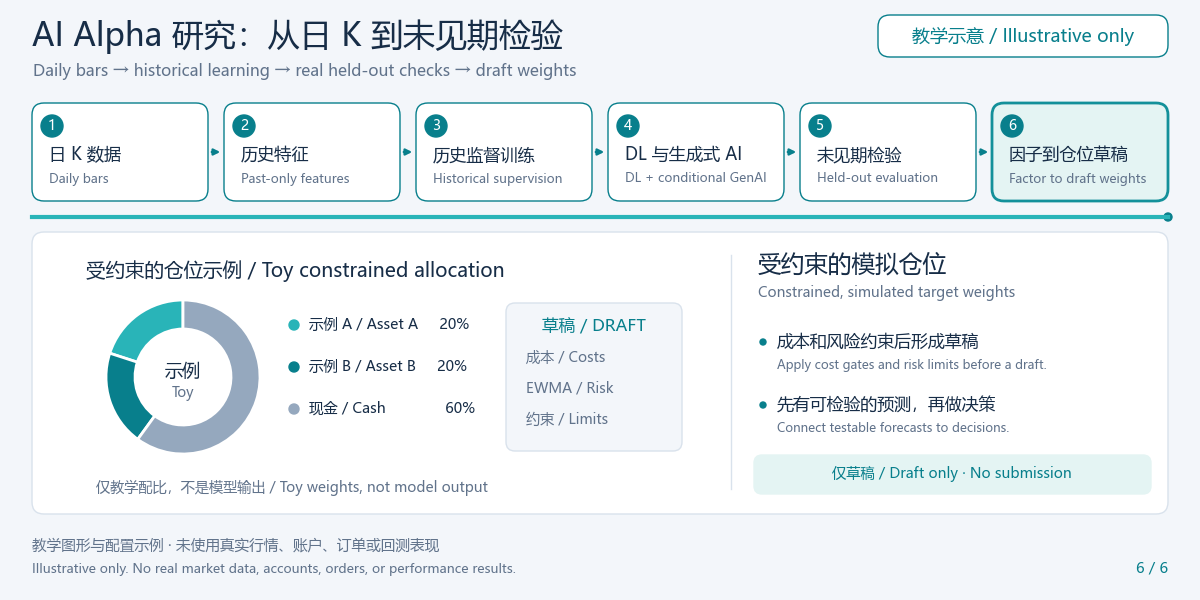 AI Alpha 研究：从日 K 到未见期检验
Daily bars → historical learning → real held-out checks → draft weights
教学示意 / Illustrative only
1
日 K 数据
Daily bars
2
历史特征
Past-only features
3
历史监督训练
Historical supervision
4
DL 与生成式 AI
DL + conditional GenAI
5
未见期检验
Held-out evaluation
6
因子到仓位草稿
Factor to draft weights
受约束的仓位示例 / Toy constrained allocation
示例
Toy
示例 A / Asset A 20%
示例 B / Asset B 20%
现金 / Cash 60%
草稿 / DRAFT
成本 / Costs
EWMA / Risk
约束 / Limits
仅教学配比，不是模型输出 / Toy weights, not model output
受约束的模拟仓位
Constrained, simulated target weights
成本和风险约束后形成草稿
Apply cost gates and risk limits before a draft.
先有可检验的预测，再做决策
Connect testable forecasts to decisions.
仅草稿 / Draft only · No submission
教学图形与配置示例 · 未使用真实行情、账户、订单或回测表现
Illustrative only. No real market data, accounts, orders, or performance results.
6 / 6